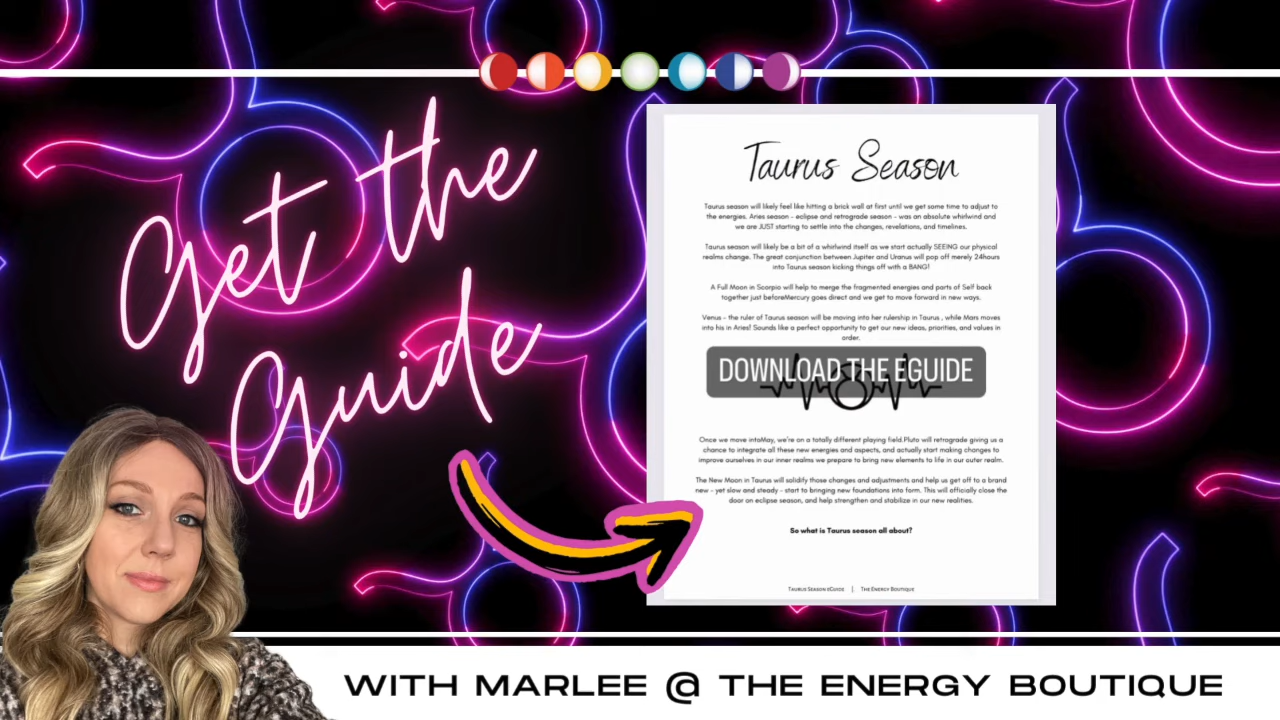 Get the
Guide
Taurus Season
Taurus season will likely feel like hitting a brick wall at first until we get some time to adjust to
the energies. Aries season - eclipse and retrograde season - was an absolute whirlwind and
we are JUST starting to settle into the changes, revelations, and timelines.
Taurus season will likely be a bit of a whirlwind itself as we start actually SEEING our physical
realms change. The great conjunction between Jupiter and Uranus will pop off merely 24hours
into Taurus season kicking things off with a BANG!
A Full Moon in Scorpio will help to merge the fragmented energies and parts of Self back
together just beforeMercury goes direct and we get to move forward in new ways.
Venus - the ruler of Taurus season will be moving into her rulership in Taurus , while Mars moves
into his in Aries! Sounds like a perfect opportunity to get our new ideas, priorities, and values in
order.
DOWNLOAD THE EGUIDE
Once we move intoMay, we're on a totally different playing field.Pluto will retrograde giving us a
chance to integrate all these new energies and aspects, and actually start making changes to
improve ourselves in our inner realms we prepare to bring new elements to life in our outer realm.
The New Moon in Taurus will solidify those changes and adjustments and help us get off to a brand
new - yet slow and steady - start to bringing new foundations into form. This will officially close the
door on eclipse season, and help strengthen and stabilize in our new realities.
So what is Taurus season all about?
Taurus Season eGuide | The Energy Boutique
WITH MARLEE @ THE ENERGY BOUTIQUE